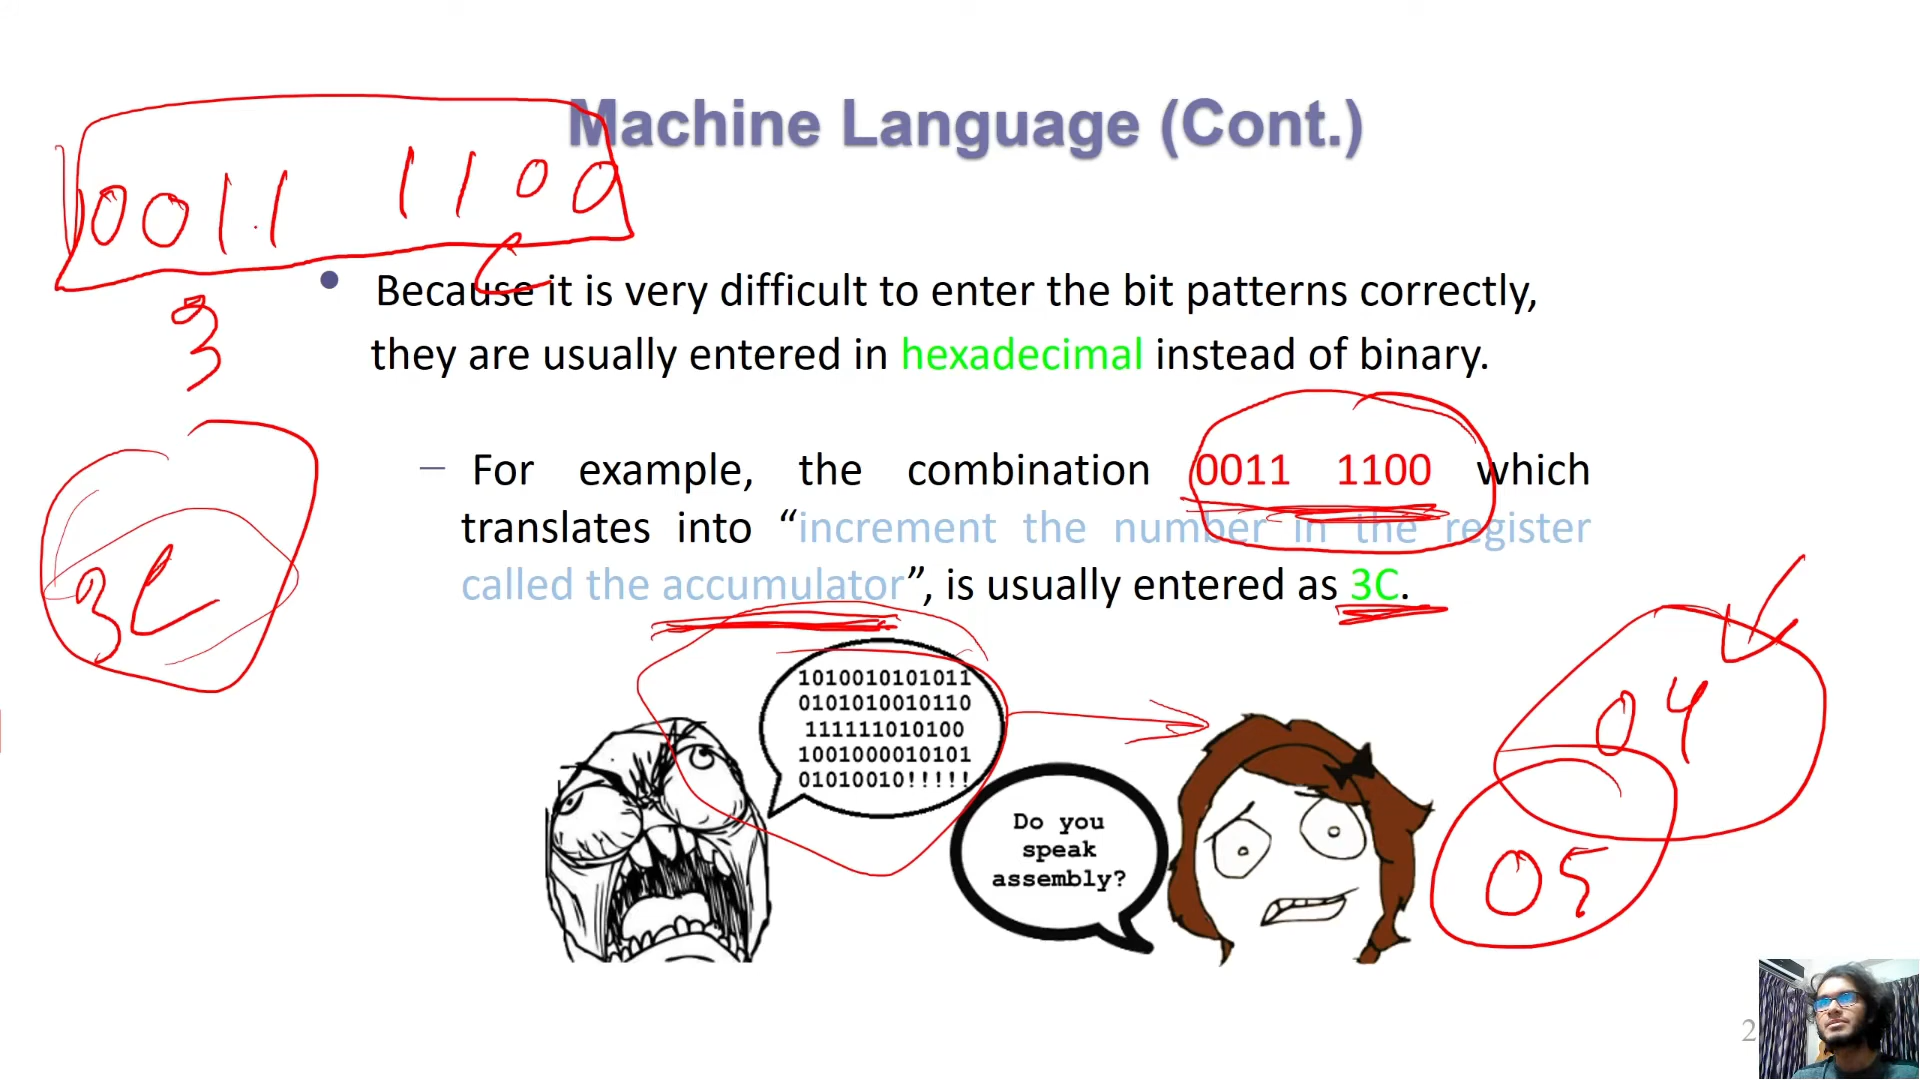 Machine Language (Cont.)
0011 1100
C
3
• Because it is very difficult to enter the bit patterns correctly,
they are usually entered in hexadecimal instead of binary.
– For example, the combination 0011 1100 which
translates into “increment the number in the register
called the accumulator”, is usually entered as 3C.
3C
1010010101011
0101010010110
111111010100
1001000010101
01010010!!!!!
Do you
speak
assembly?
04
05
2